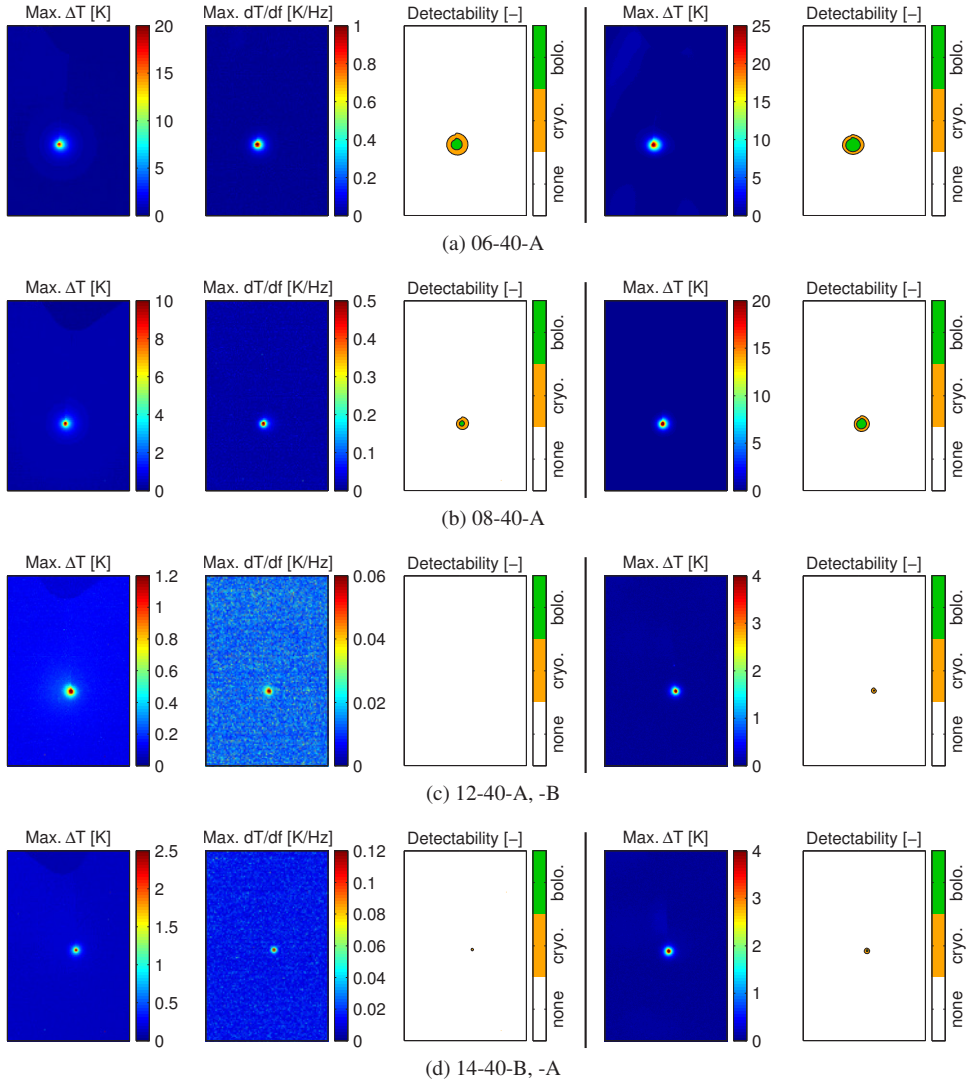 Max. ΔT [K] Max. dT/df [K/Hz] Detectability [−] Max. ΔT [K] Detectability [−]
20 1 bolo. 25 bolo.
15 0.8 20
10 0.6 cryo. 15 cryo.
5 0.4 10
0.2 none 5 none
0 0 0
(a) 06-40-A
Max. ΔT [K] Max. dT/df [K/Hz] Detectability [−] Max. ΔT [K] Detectability [−]
10 0.5 bolo. 20 bolo.
8 0.4 15
6 0.3 cryo. 10 cryo.
4 0.2 5
2 0.1 none none
0 0 0
(b) 08-40-A
Max. ΔT [K] Max. dT/df [K/Hz] Detectability [−] Max. ΔT [K] Detectability [−]
1.2 0.06 bolo. 4 bolo.
1 
0.8 0.04 cryo. 3 cryo.
0.6 2
0.4 0.02 none 1 none
0.2
0 0 0
(c) 12-40-A, -B
Max. ΔT [K] Max. dT/df [K/Hz] Detectability [−] Max. ΔT [K] Detectability [−]
2.5 0.12 bolo. 4 bolo.
2 0.1 3
1.5 0.08 cryo. cryo.
1 0.06 2
0.5 0.04 none 1 none
0.02
0 0 0
(d) 14-40-B, -A